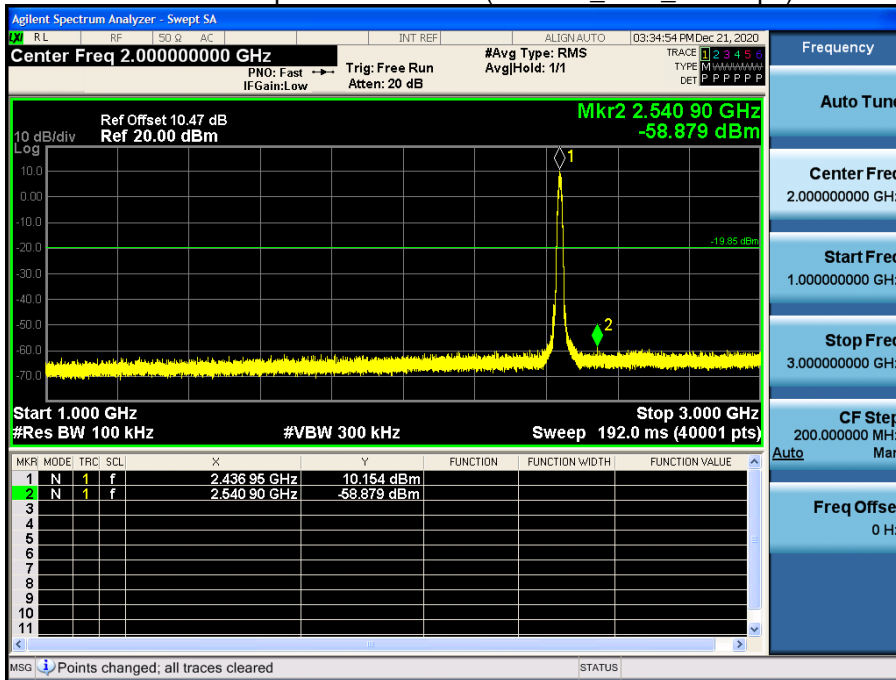 Agilent Spectrum Analyzer - Swept SA
LXI RL RF 50 Ω AC INT REF ALIGN AUTO 03:34:54 PM Dec 21, 2020
Center Freq 2.000000000 GHz
PNO: Fast
IFGain:Low
Trig: Free Run
Atten: 20 dB
#Avg Type: RMS
Avg|Hold: 1/1
TRACE 1 2 3 4 5 6
TYPE M WWWWW
DET P P P P P P
Frequency
Auto Tune
Center Freq
2.000000000 GHz
Start Freq
1.000000000 GHz
Stop Freq
3.000000000 GHz
CF Step
200.000000 MHz
Auto Man
Freq Offset
0 Hz
Mkr2 2.540 90 GHz
-58.879 dBm
Ref Offset 10.47 dB
10 dB/div Ref 20.00 dBm
Log
10.0
0.00
-10.0
-20.0
-30.0
-40.0
-50.0
-60.0
-70.0
1
-19.85 dBm
2
Start 1.000 GHz Stop 3.000 GHz
#Res BW 100 kHz #VBW 300 kHz Sweep 192.0 ms (40001 pts)
MKR MODE TRC SCL X Y FUNCTION FUNCTION WIDTH FUNCTION VALUE
1 N 1 f 2.436 95 GHz 10.154 dBm
2 N 1 f 2.540 90 GHz -58.879 dBm
3
4
5
6
7
8
9
10
11
MSG Points changed; all traces cleared STATUS